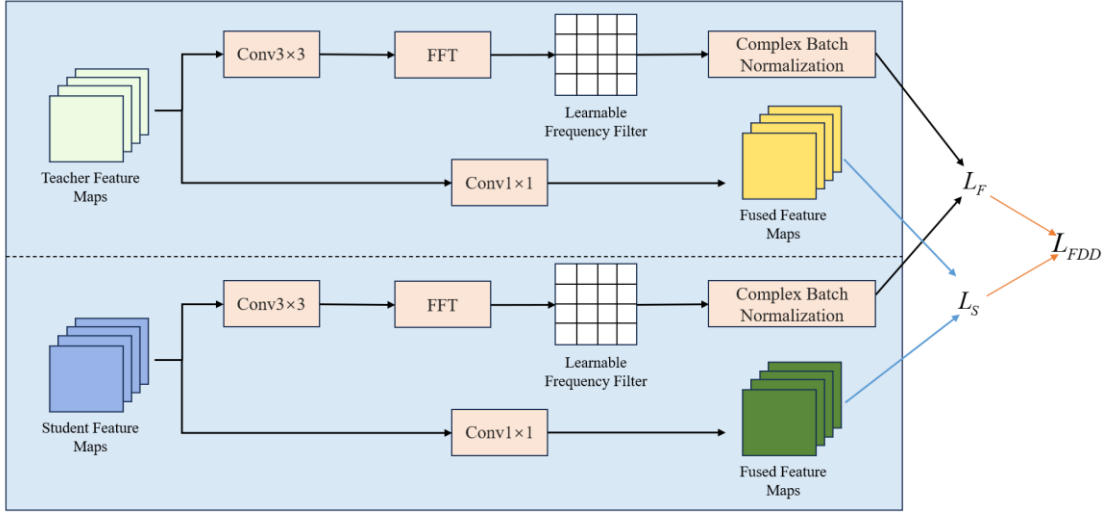 Conv3×3
FFT
Learnable
Frequency Filter
Complex Batch
Normalization
Teacher Feature
Maps
Conv1×1
Fused Feature
Maps
L_F
L_FDD
L_S
Conv3×3
FFT
Learnable
Frequency Filter
Complex Batch
Normalization
Student Feature
Maps
Conv1×1
Fused Feature
Maps